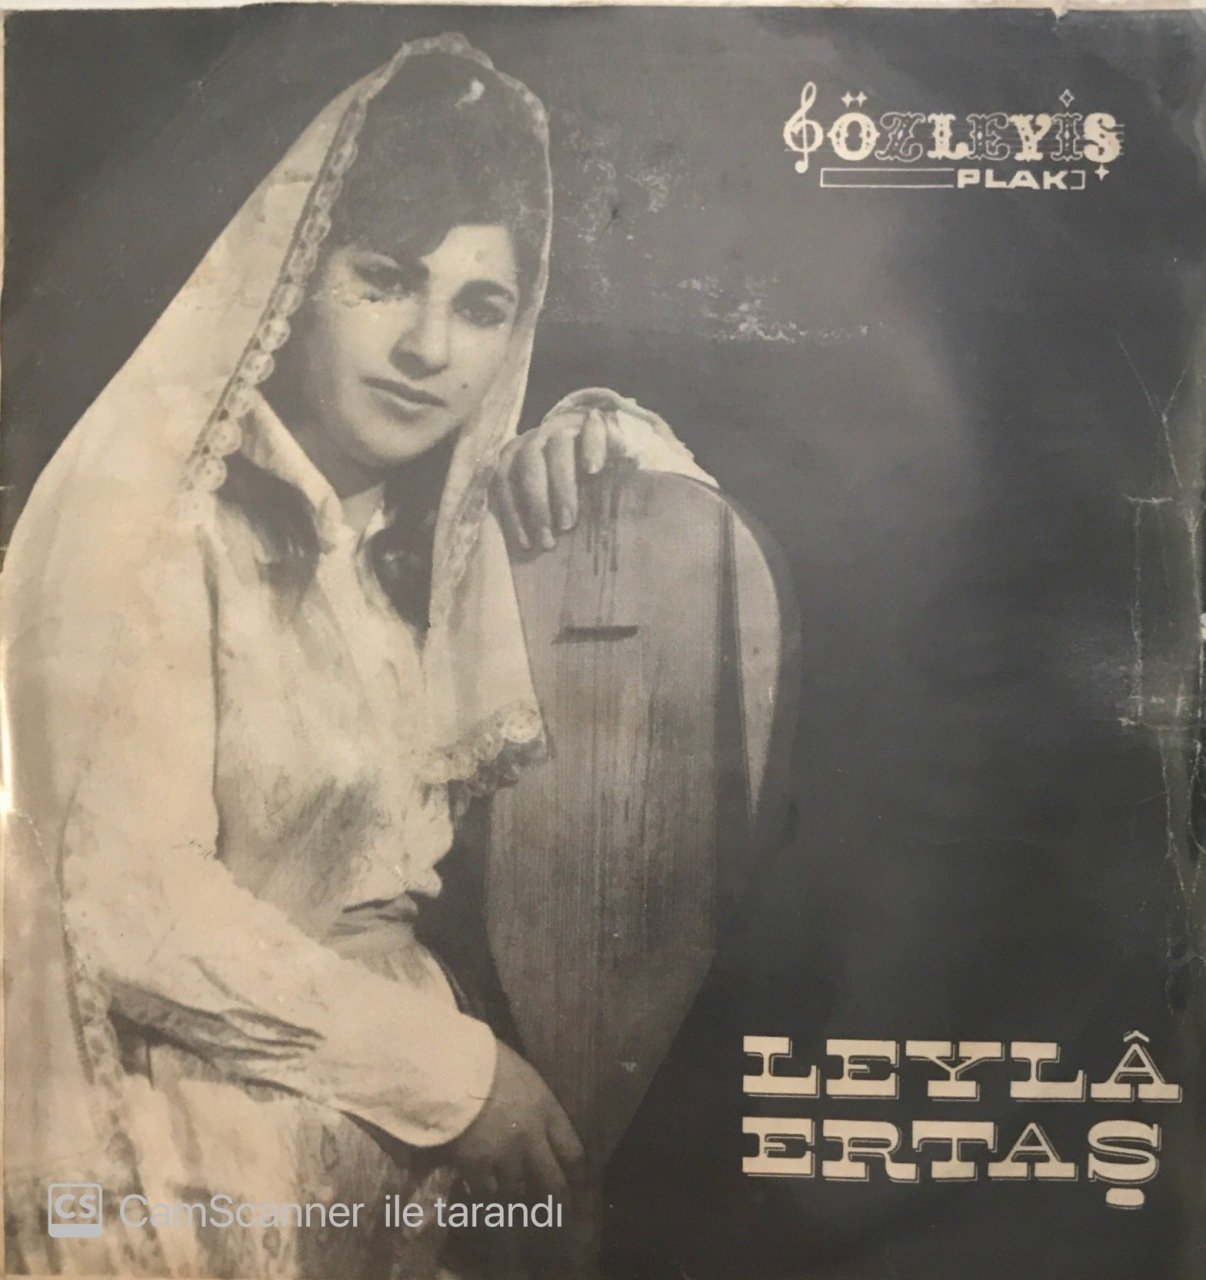 ÖZLEYİŞ
PLAK
LEYLÂ
ERTAŞ
CS CamScanner ile tarandı